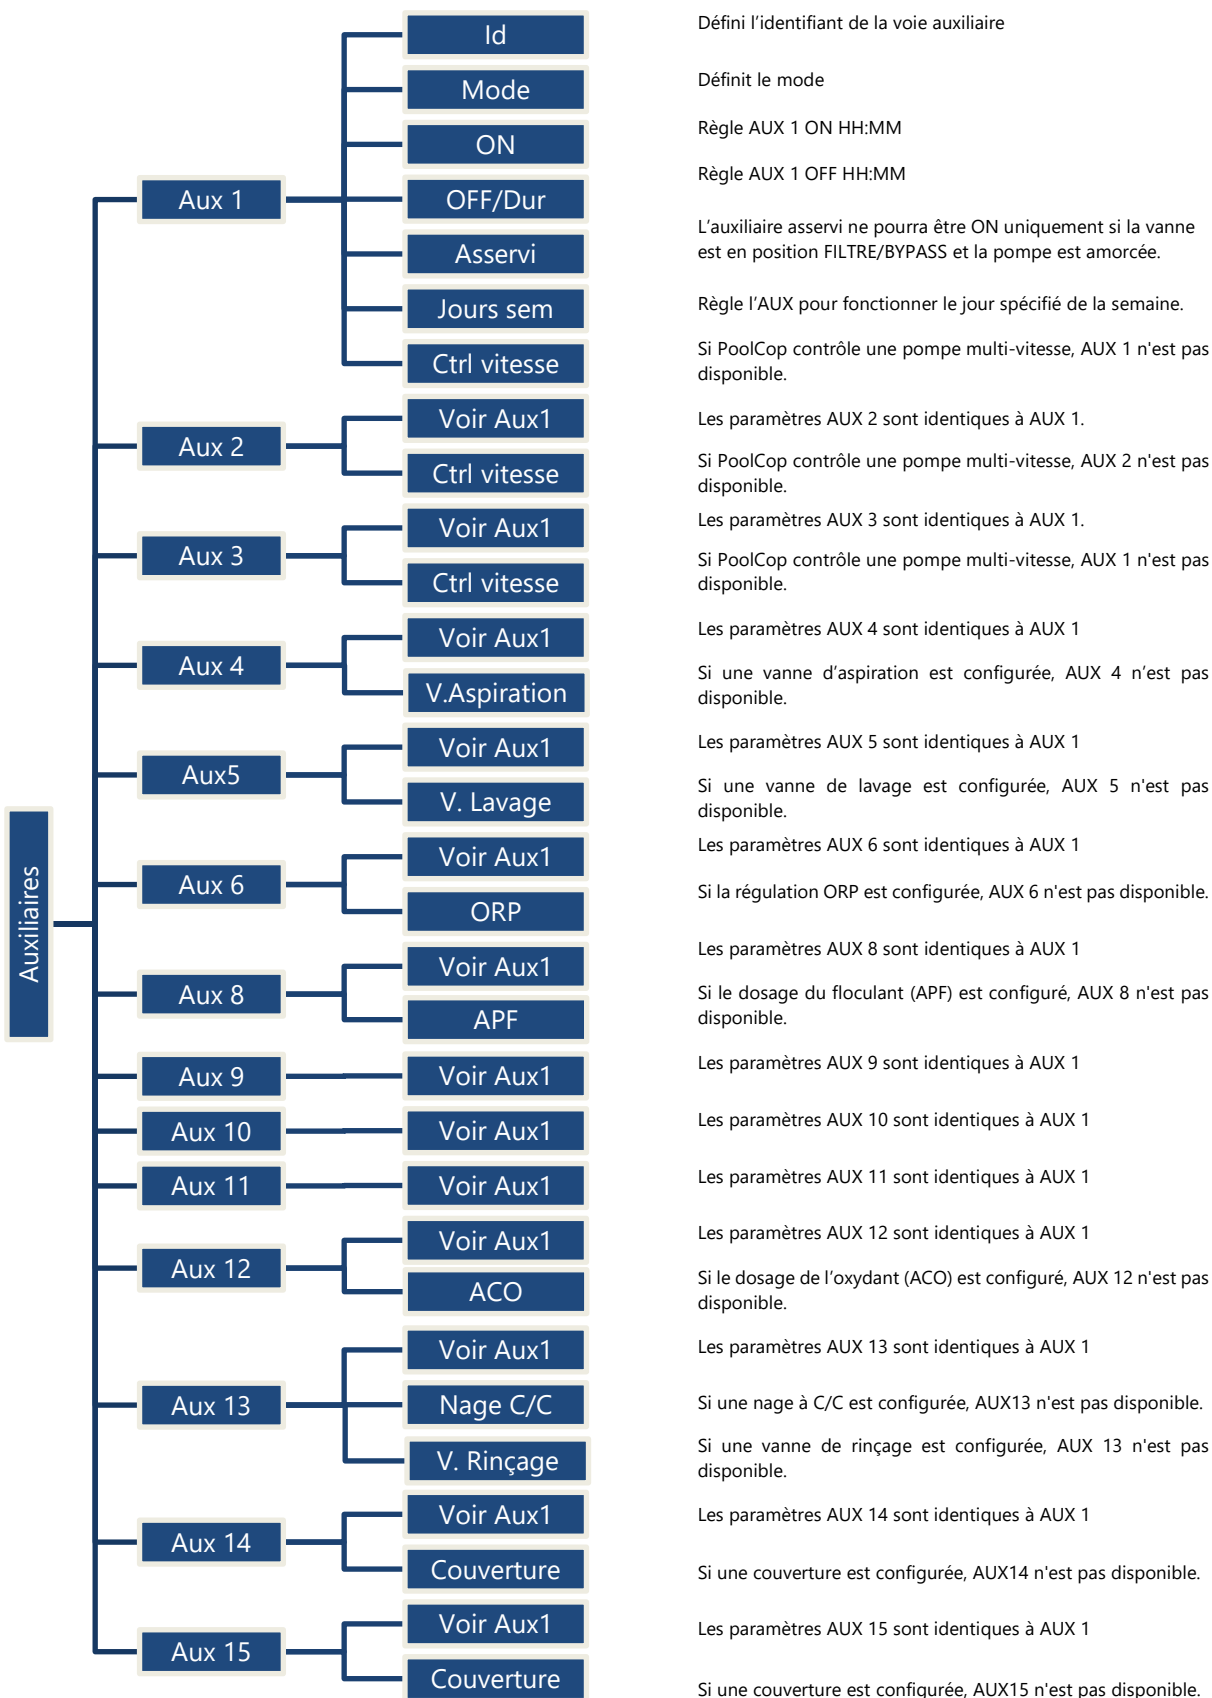 Auxiliaires
Aux 1
Id
Défini l’identifiant de la voie auxiliaire
Mode
Définit le mode
ON
Règle AUX 1 ON HH:MM
OFF/Dur
Règle AUX 1 OFF HH:MM
Asservi
L’auxiliaire asservi ne pourra être ON uniquement si la vanne
est en position FILTRE/BYPASS et la pompe est amorcée.
Jours sem
Règle l’AUX pour fonctionner le jour spécifié de la semaine.
Ctrl vitesse
Si PoolCop contrôle une pompe multi-vitesse, AUX 1 n'est pas
disponible.
Aux 2
Voir Aux1
Les paramètres AUX 2 sont identiques à AUX 1.
Ctrl vitesse
Si PoolCop contrôle une pompe multi-vitesse, AUX 2 n'est pas
disponible.
Aux 3
Voir Aux1
Les paramètres AUX 3 sont identiques à AUX 1.
Ctrl vitesse
Si PoolCop contrôle une pompe multi-vitesse, AUX 1 n'est pas
disponible.
Aux 4
Voir Aux1
Les paramètres AUX 4 sont identiques à AUX 1
V.Aspiration
Si une vanne d’aspiration est configurée, AUX 4 n’est pas
disponible.
Aux5
Voir Aux1
Les paramètres AUX 5 sont identiques à AUX 1
V. Lavage
Si une vanne de lavage est configurée, AUX 5 n'est pas
disponible.
Aux 6
Voir Aux1
Les paramètres AUX 6 sont identiques à AUX 1
ORP
Si la régulation ORP est configurée, AUX 6 n'est pas disponible.
Aux 8
Voir Aux1
Les paramètres AUX 8 sont identiques à AUX 1
APF
Si le dosage du floculant (APF) est configuré, AUX 8 n'est pas
disponible.
Aux 9
Voir Aux1
Les paramètres AUX 9 sont identiques à AUX 1
Aux 10
Voir Aux1
Les paramètres AUX 10 sont identiques à AUX 1
Aux 11
Voir Aux1
Les paramètres AUX 11 sont identiques à AUX 1
Aux 12
Voir Aux1
Les paramètres AUX 12 sont identiques à AUX 1
ACO
Si le dosage de l’oxydant (ACO) est configuré, AUX 12 n'est pas
disponible.
Aux 13
Voir Aux1
Les paramètres AUX 13 sont identiques à AUX 1
Nage C/C
Si une nage à C/C est configurée, AUX13 n'est pas disponible.
V. Rinçage
Si une vanne de rinçage est configurée, AUX 13 n'est pas
disponible.
Aux 14
Voir Aux1
Les paramètres AUX 14 sont identiques à AUX 1
Couverture
Si une couverture est configurée, AUX14 n'est pas disponible.
Aux 15
Voir Aux1
Les paramètres AUX 15 sont identiques à AUX 1
Couverture
Si une couverture est configurée, AUX15 n'est pas disponible.